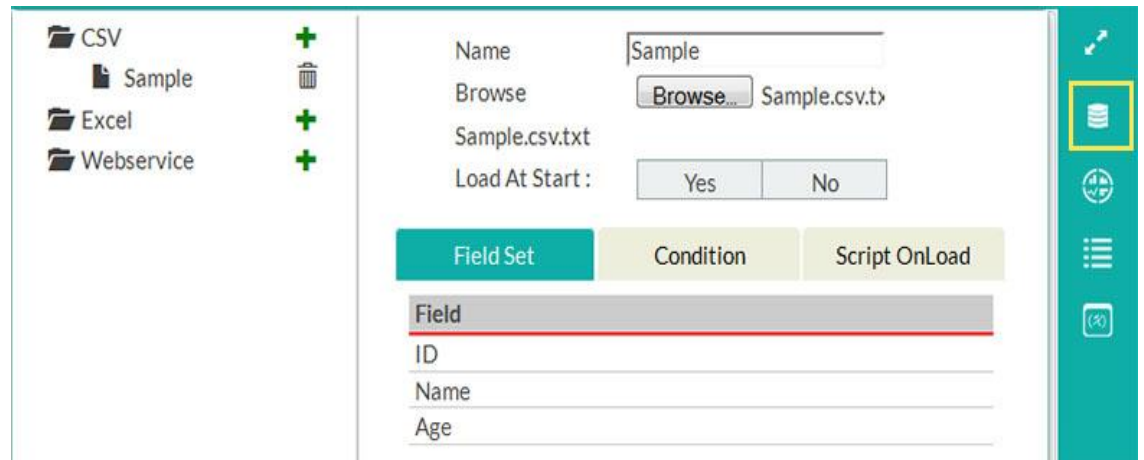 CSV
Sample
Excel
Webservice
Name Sample
Browse Browse... Sample.csv.tx
Sample.csv.txt
Load At Start : Yes No
Field Set Condition Script OnLoad
Field
ID
Name
Age
(x)